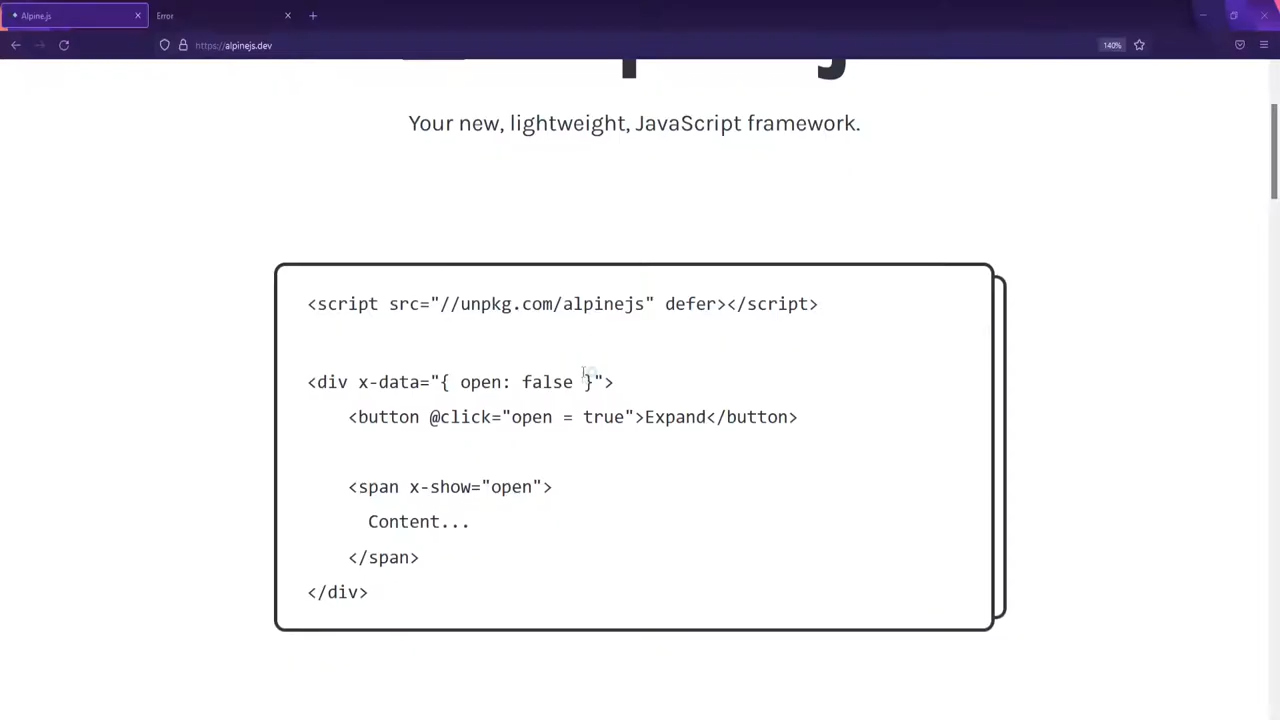 Alpine.js
Error
https://alpinejs.dev
140%
Your new, lightweight, JavaScript framework.
<script src="//unpkg.com/alpinejs" defer></script>
<div x-data="{ open: false }">
<button @click="open = true">Expand</button>
<span x-show="open">
Content...
</span>
</div>